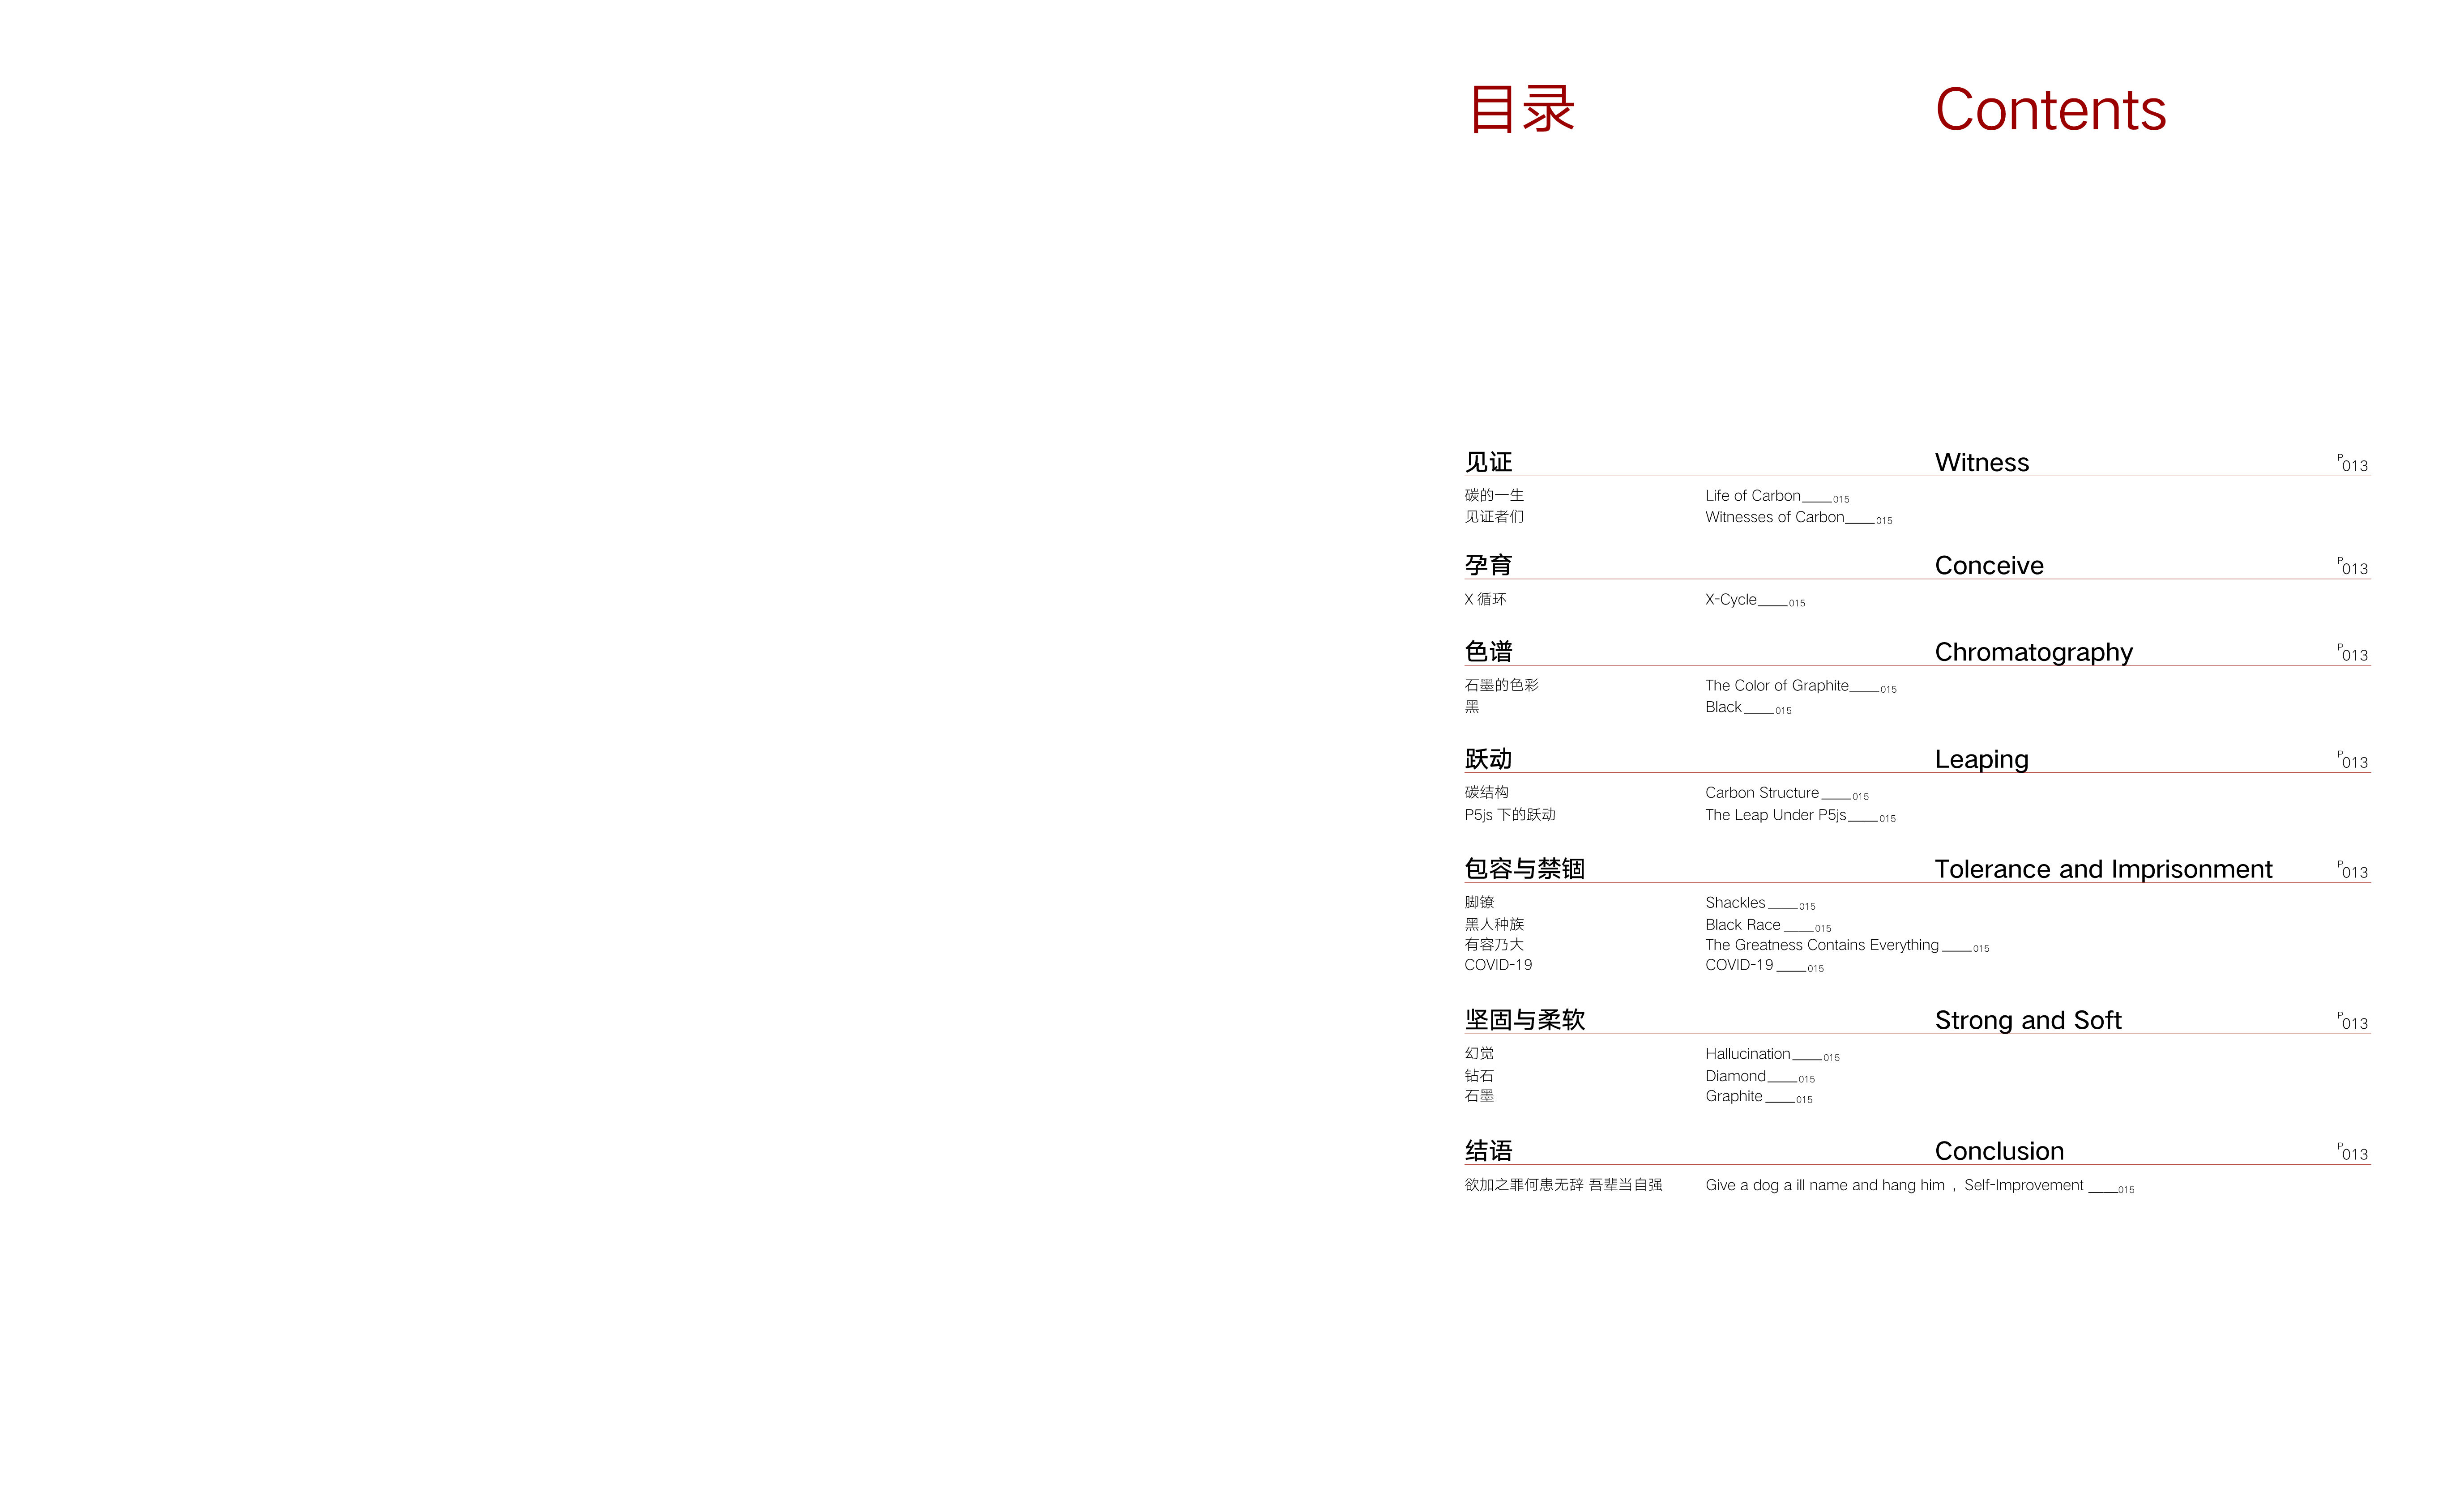 目录 Contents
见证 Witness P013
碳的一生 Life of Carbon____015
见证者们 Witnesses of Carbon____015
孕育 Conceive P013
X 循环 X-Cycle____015
色谱 Chromatography P013
石墨的色彩 The Color of Graphite____015
黑 Black____015
跃动 Leaping P013
碳结构 Carbon Structure____015
P5js 下的跃动 The Leap Under P5js____015
包容与禁锢 Tolerance and Imprisonment P013
脚镣 Shackles____015
黑人种族 Black Race ____015
有容乃大 The Greatness Contains Everything____015
COVID-19 COVID-19____015
坚固与柔软 Strong and Soft P013
幻觉 Hallucination____015
钻石 Diamond____015
石墨 Graphite____015
结语 Conclusion P013
欲加之罪何患无辞 吾辈当自强 Give a dog a ill name and hang him ，Self-Improvement ____015